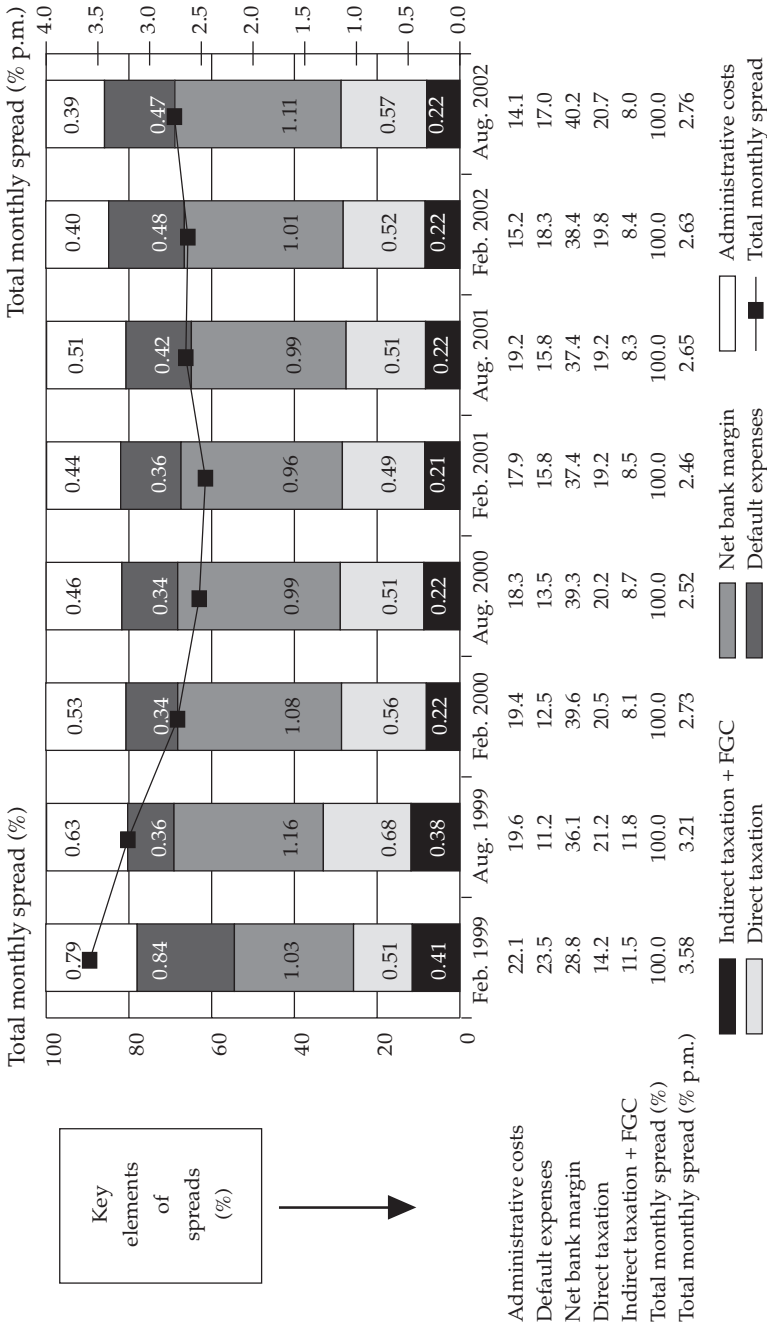 Total monthly spread (%)
Total monthly spread (% p.m.)
Key
elements
of
spreads
(%)
100
80
60
40
20
0
4.0
3.5
3.0
2.5
2.0
1.5
1.0
0.5
0.0
0.79 0.63 0.53 0.46 0.44 0.51 0.40 0.39
0.84 0.36 0.34 0.34 0.36 0.42 0.48 0.47
1.03 1.16 1.08 0.99 0.96 0.99 1.01 1.11
0.51 0.68 0.56 0.51 0.49 0.51 0.52 0.57
0.41 0.38 0.22 0.22 0.21 0.22 0.22 0.22
Feb. 1999 Aug. 1999 Feb. 2000 Aug. 2000 Feb. 2001 Aug. 2001 Feb. 2002 Aug. 2002
Administrative costs 22.1 19.6 19.4 18.3 17.9 19.2 15.2 14.1
Default expenses 23.5 11.2 12.5 13.5 15.8 15.8 18.3 17.0
Net bank margin 28.8 36.1 39.6 39.3 37.4 37.4 38.4 40.2
Direct taxation 14.2 21.2 20.5 20.2 19.2 19.2 19.8 20.7
Indirect taxation + FGC 11.5 11.8 8.1 8.7 8.5 8.3 8.4 8.0
Total monthly spread (%) 100.0 100.0 100.0 100.0 100.0 100.0 100.0 100.0
Total monthly spread (% p.m.) 3.58 3.21 2.73 2.52 2.46 2.65 2.63 2.76
Indirect taxation + FGC Net bank margin Administrative costs
Direct taxation Default expenses Total monthly spread